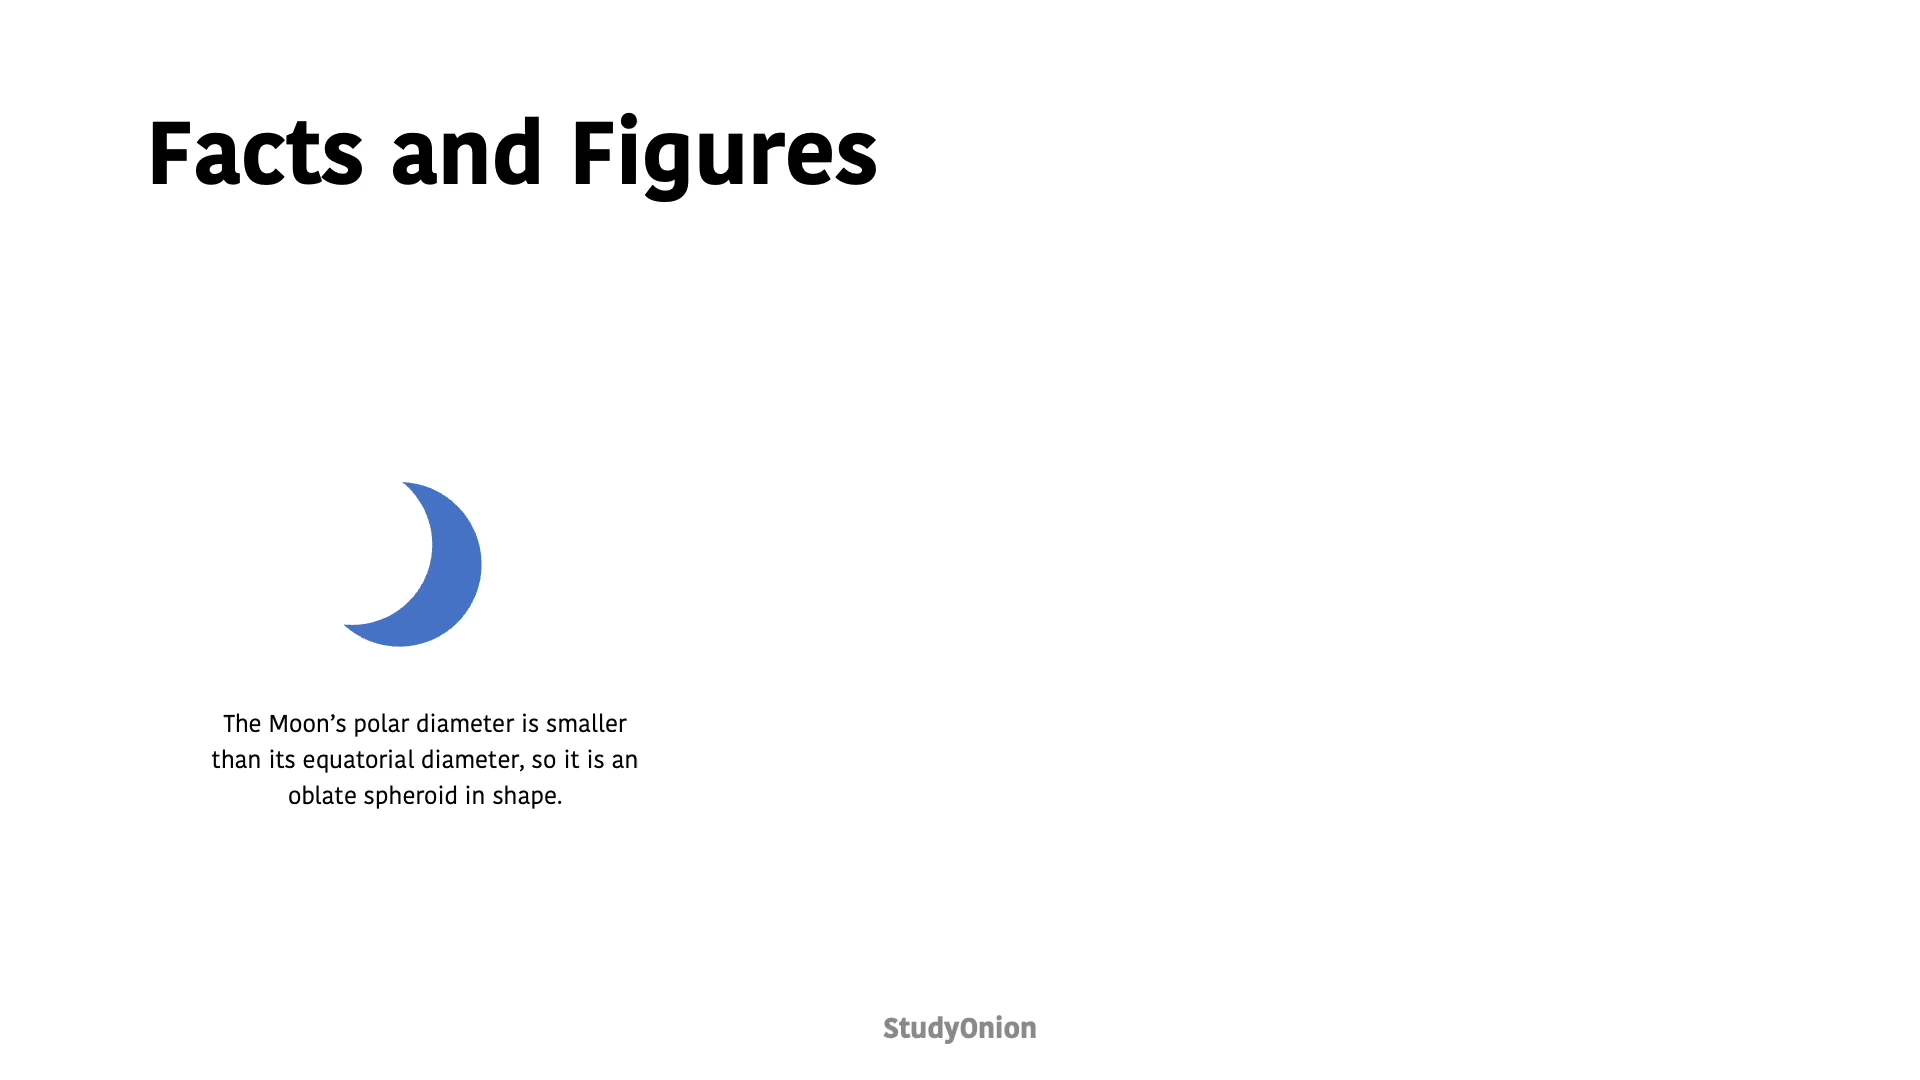 Facts and Figures
The Moon’s polar diameter is smaller
than its equatorial diameter, so it is an
oblate spheroid in shape.
StudyOnion